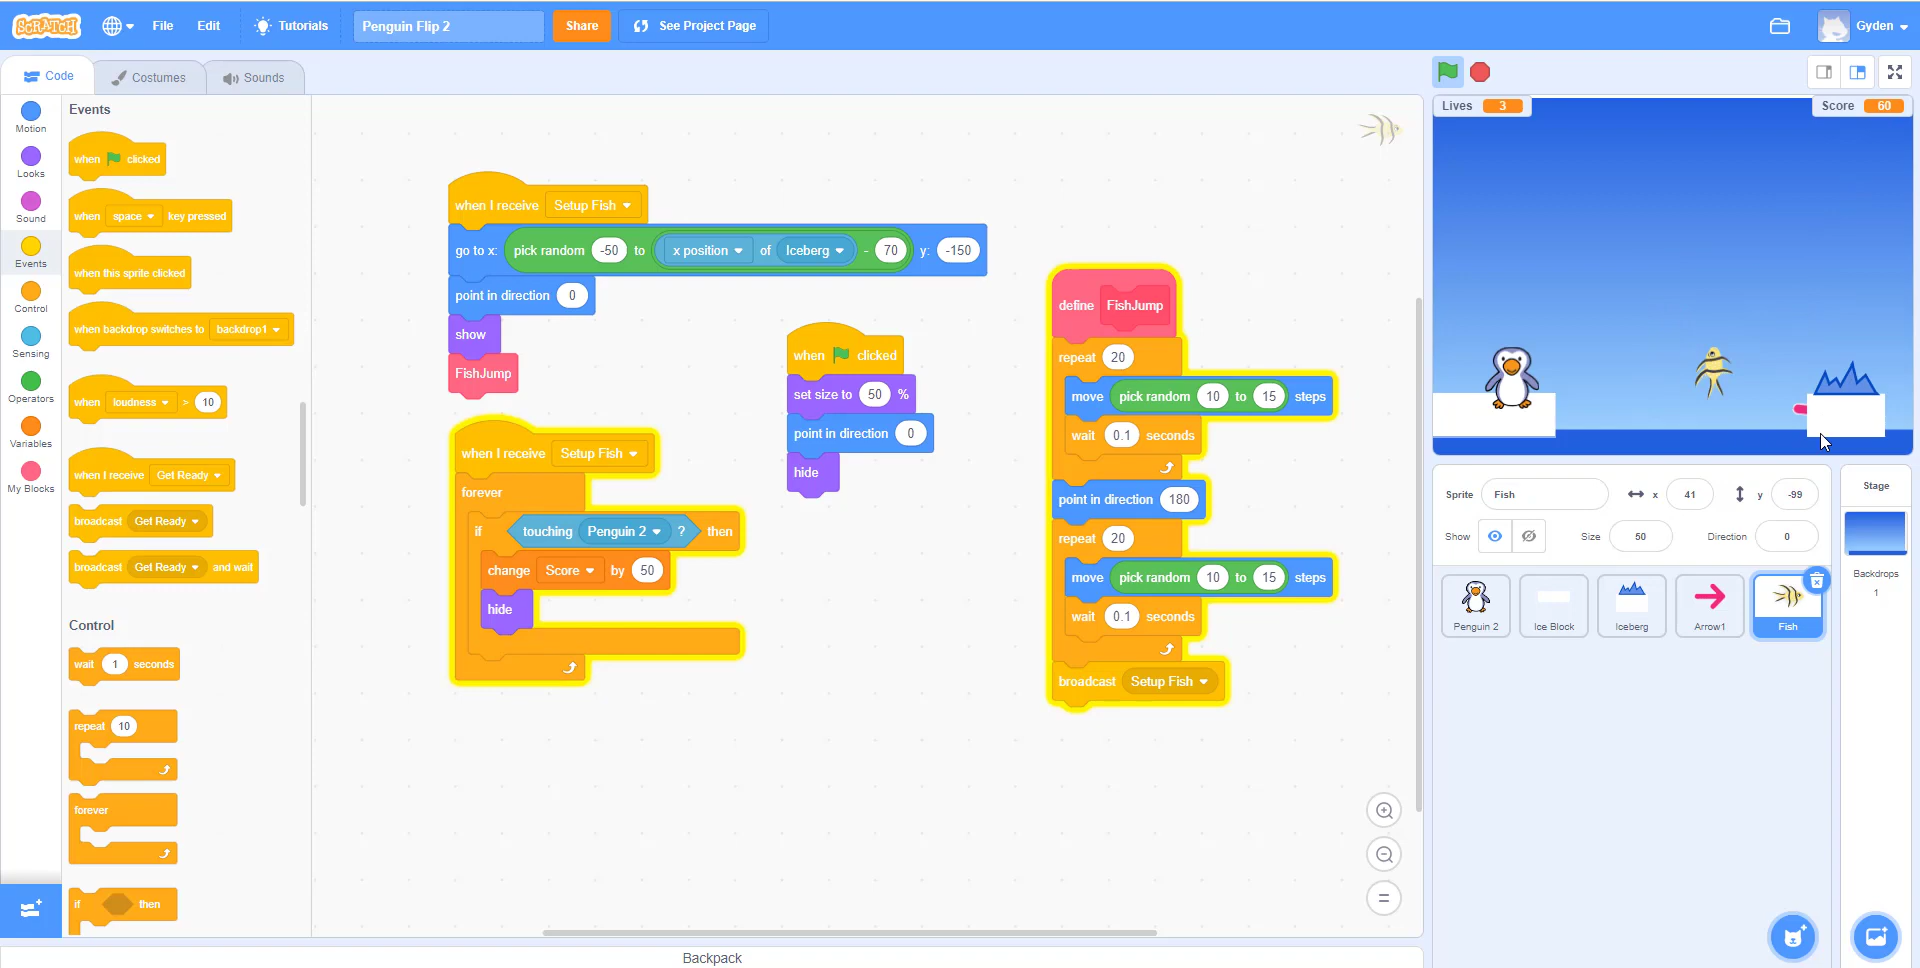 SCRATCH File Edit Tutorials Penguin Flip 2 Share See Project Page Gyden
Code Costumes Sounds
Motion
Looks
Sound
Events
Control
Sensing
Operators
Variables
My Blocks
Events
when clicked
when space key pressed
when this sprite clicked
when backdrop switches to backdrop1
when loudness > 10
when I receive Get Ready
broadcast Get Ready
broadcast Get Ready and wait
Control
wait 1 seconds
repeat 10
forever
if then
when I receive Setup Fish
go to x: pick random -50 to x position of Iceberg - 70 y: -150
point in direction 0
show
FishJump
when I receive Setup Fish
forever
if touching Penguin 2 ? then
change Score by 50
hide
when clicked
set size to 50 %
point in direction 0
hide
define FishJump
repeat 20
move pick random 10 to 15 steps
wait 0.1 seconds
point in direction 180
repeat 20
move pick random 10 to 15 steps
wait 0.1 seconds
broadcast Setup Fish
Backpack
Lives 3 Score 60
Sprite Fish x 41 y -99
Show Size 50 Direction 0
Penguin 2 Ice Block Iceberg Arrow1 Fish
Stage
Backdrops
1